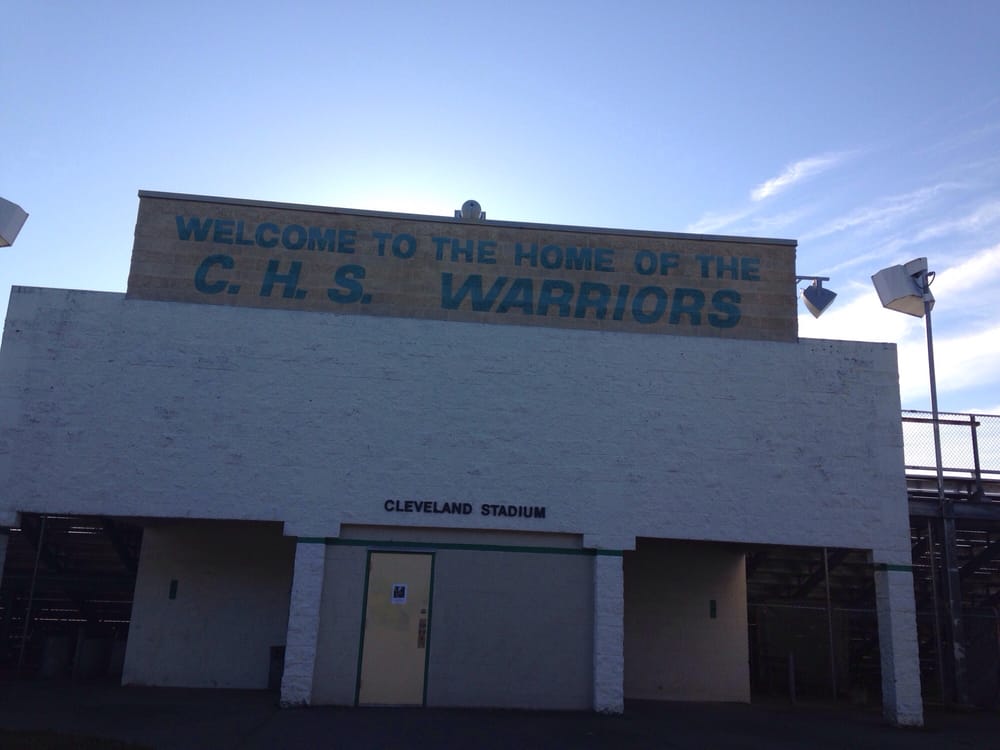 WELCOME TO THE HOME OF THE
C. H. S. WARRIORS
CLEVELAND STADIUM